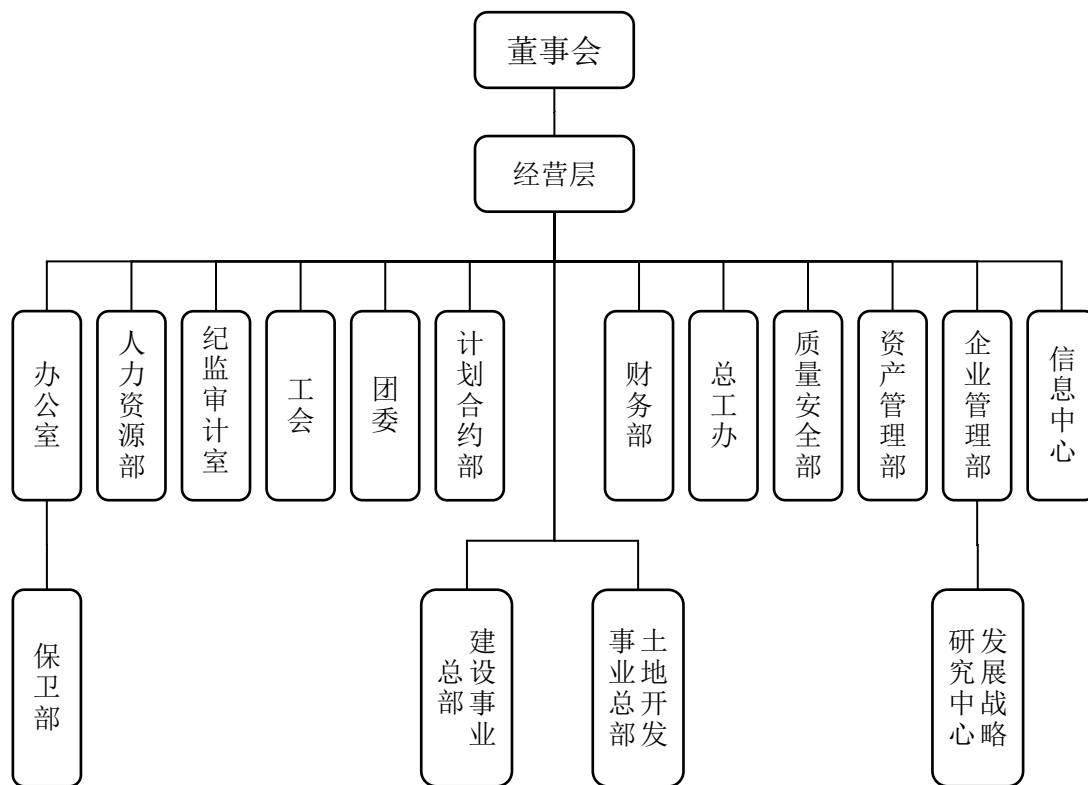 董事会
经营层
办公室
人力资源部
纪监审计室
工会
团委
计划合约部
财务部
总工办
质量安全部
资产管理部
企业管理部
信息中心
保卫部
建设事业
总部
土地开发
事业总部
发展战略
研究中心